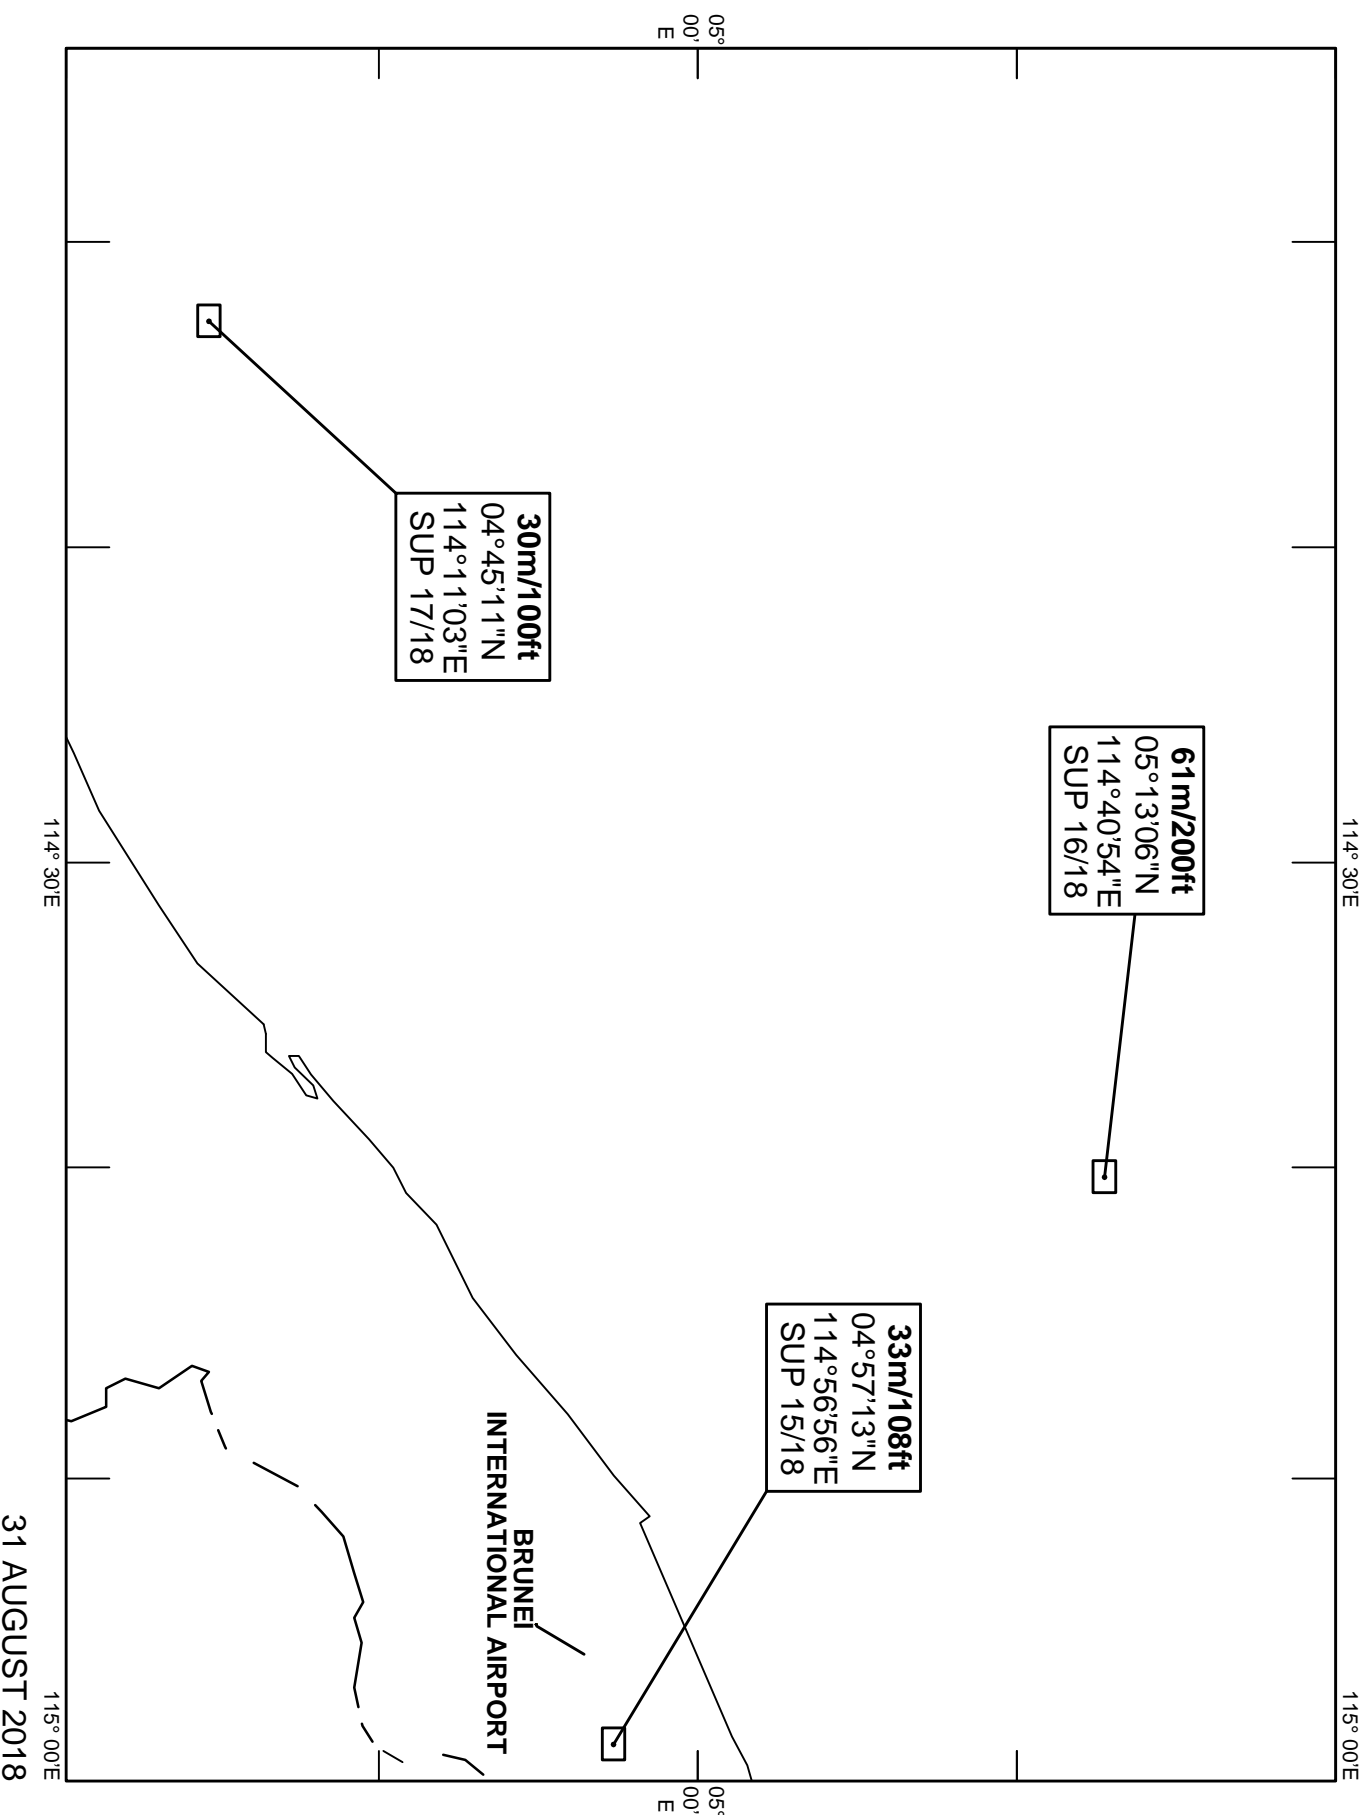 114° 30'E
115° 00'E
61m/200ft
05°13'06"N
114°40'54"E
SUP 16/18
33m/108ft
04°57'13"N
114°56'56"E
SUP 15/18
05°
00'
E
05°
00'
E
30m/100ft
04°45'11"N
114°11'03"E
SUP 17/18
BRUNEI
INTERNATIONAL AIRPORT
114° 30'E
115° 00'E
31 AUGUST 2018